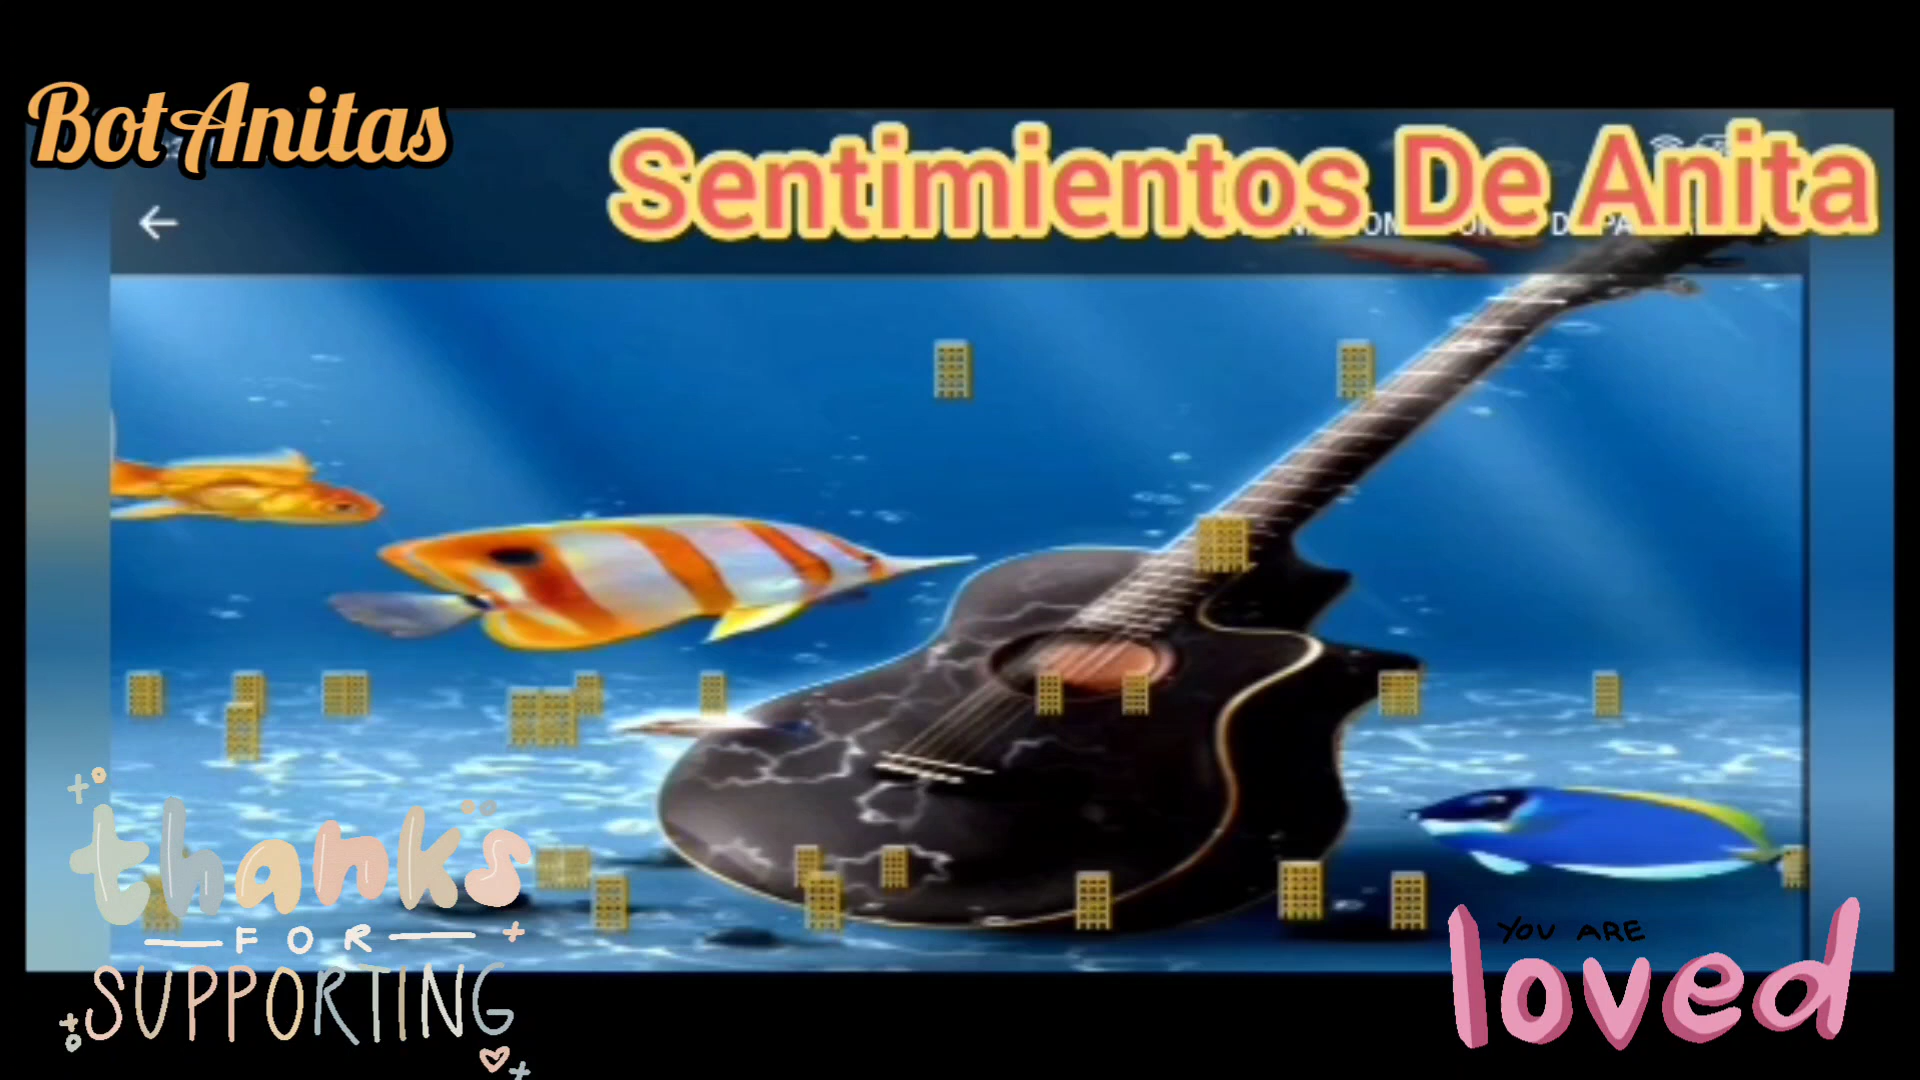 BotAnitas
Sentimientos De Anita
thanks
FOR
SUPPORTING
YOU ARE
loved